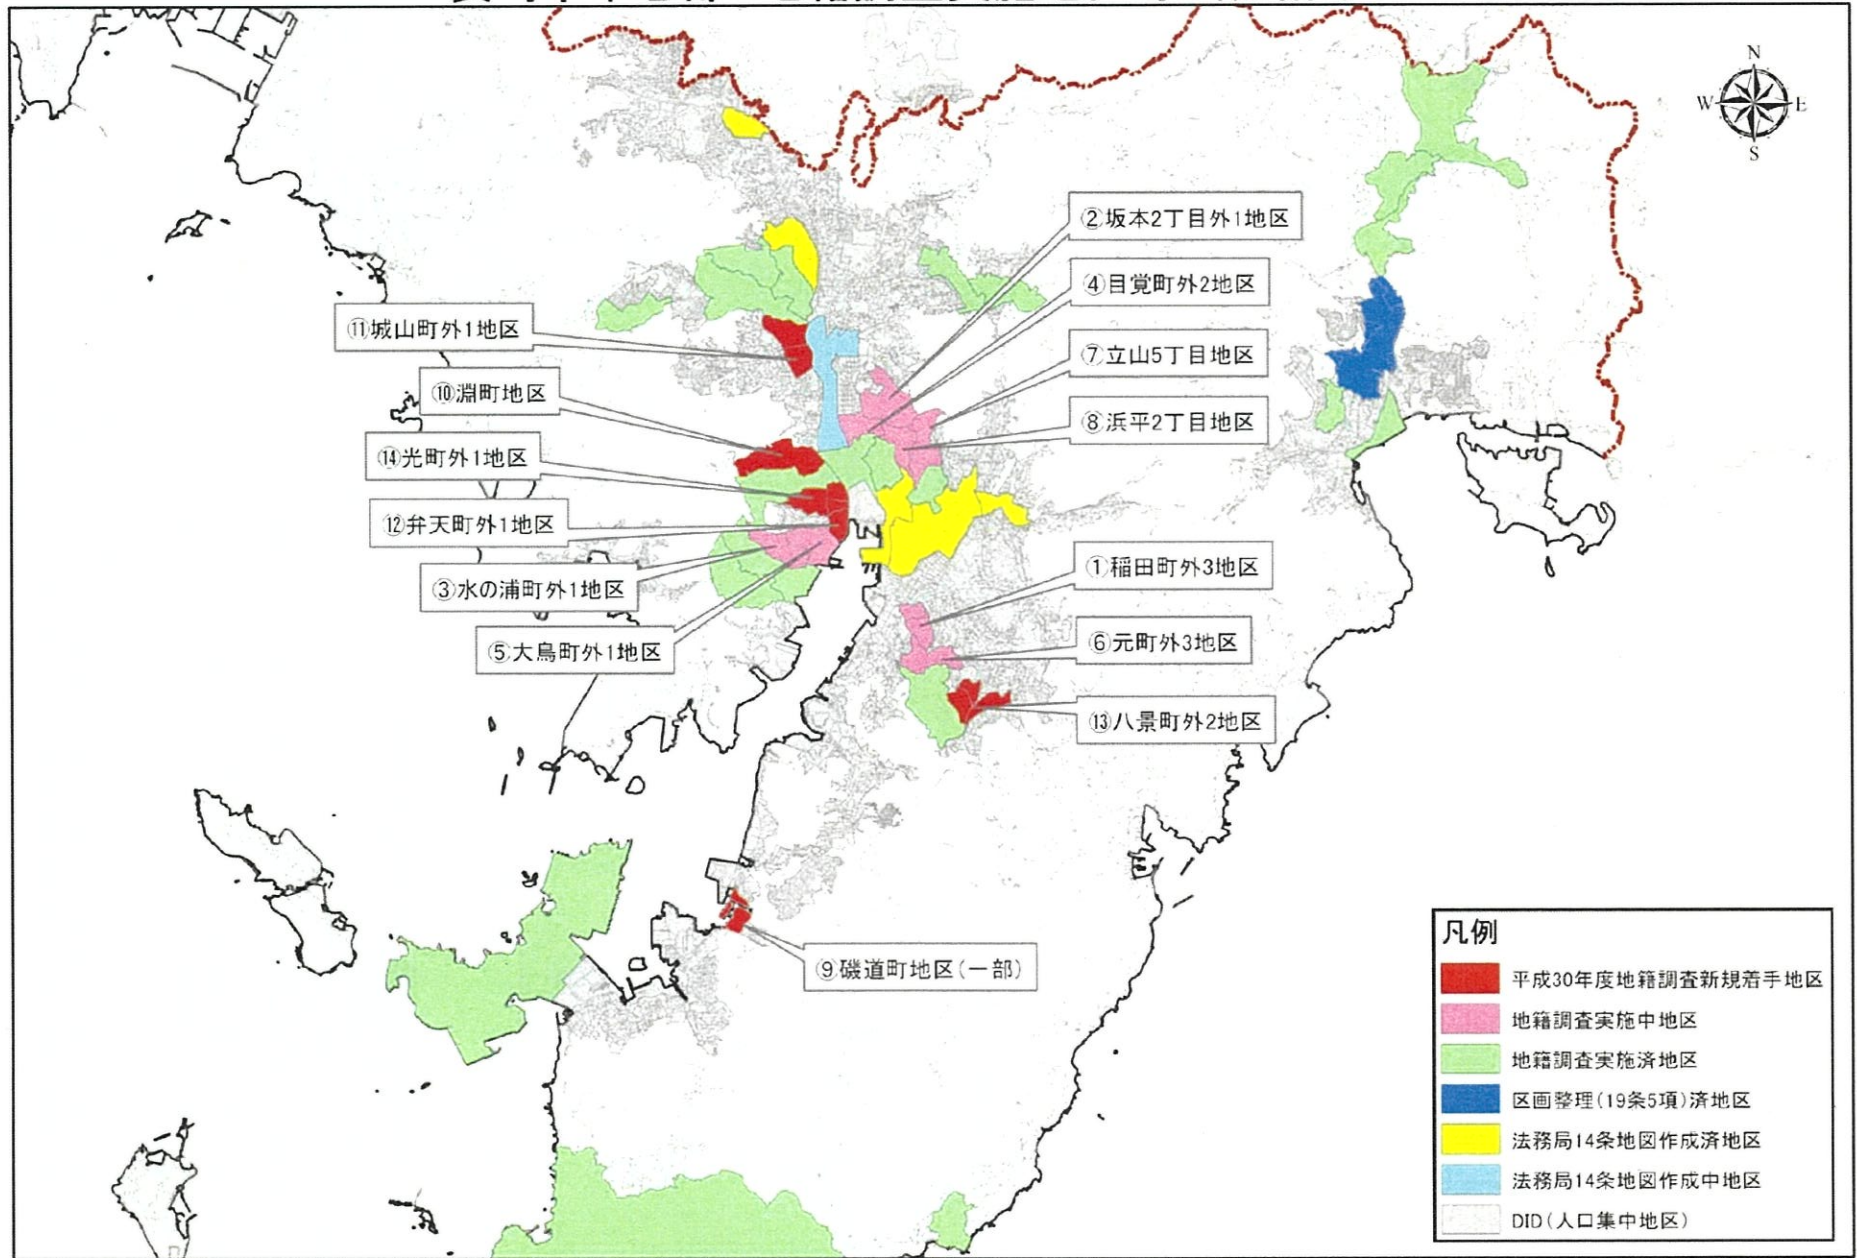 N
W
E
S
②坂本2丁目外1地区
④目覚町外2地区
⑪城山町外1地区
⑦立山5丁目地区
⑩淵町地区
⑧浜平2丁目地区
⑭光町外1地区
⑫弁天町外1地区
①稲田町外3地区
③水の浦町外1地区
⑥元町外3地区
⑤大鳥町外1地区
⑬八景町外2地区
⑨磯道町地区(一部)
凡例
平成30年度地籍調査新規着手地区
地籍調査実施中地区
地籍調査実施済地区
区画整理(19条5項)済地区
法務局14条地図作成済地区
法務局14条地図作成中地区
DID(人口集中地区)